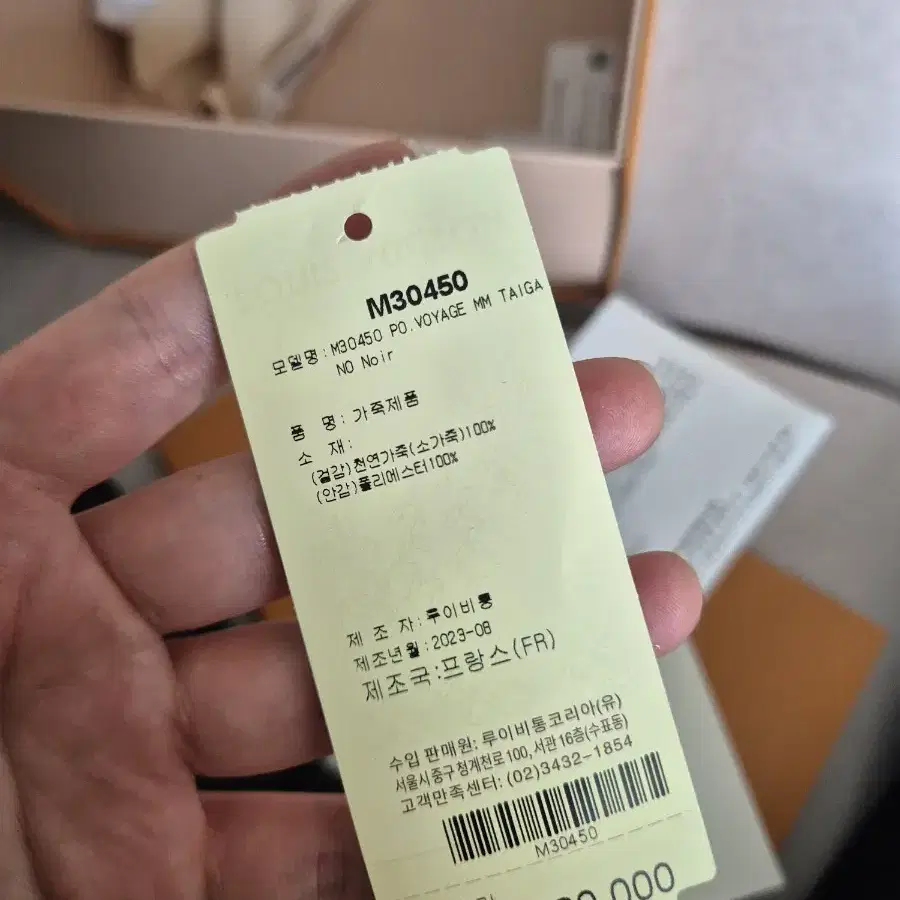 M30450
모델명:M30450 PO.VOYAGE MM TAIGA
NO Noir
품 명: 가죽제품
소 재:
(겉감)천연가죽(소가죽)100%
(안감)폴리에스터100%
제 조 자:루이비통
제조년월:2023-08
제조국:프랑스(FR)
수입 판매원: 루이비통코리아(유)
서울시중구청계천로100,서관16층(수표동)
고객만족센터: (02)3432-1854
M30450
000